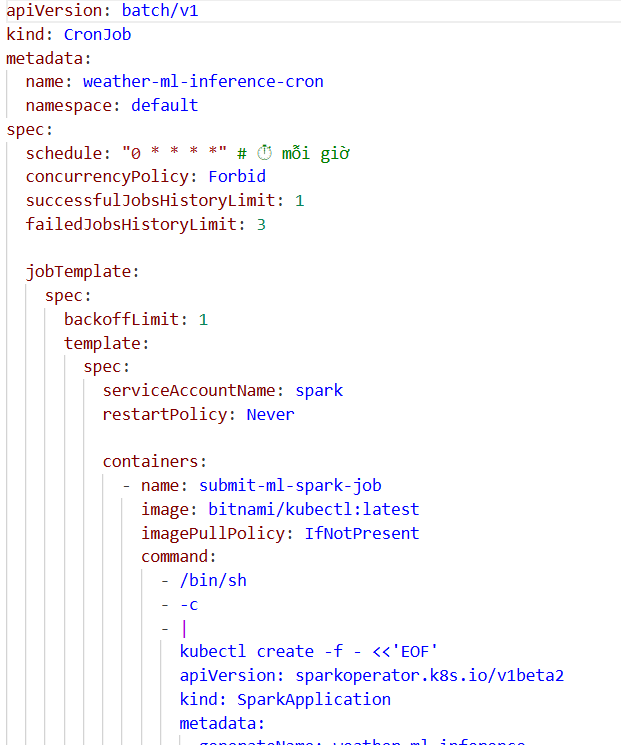 apiVersion: batch/v1
kind: CronJob
metadata:
  name: weather-ml-inference-cron
  namespace: default
spec:
  schedule: "0 * * * *" # ⏱ mỗi giờ
  concurrencyPolicy: Forbid
  successfulJobsHistoryLimit: 1
  failedJobsHistoryLimit: 3

  jobTemplate:
    spec:
      backoffLimit: 1
      template:
        spec:
          serviceAccountName: spark
          restartPolicy: Never

          containers:
            - name: submit-ml-spark-job
              image: bitnami/kubectl:latest
              imagePullPolicy: IfNotPresent
              command:
                - /bin/sh
                - -c
                - |
                  kubectl create -f - <<'EOF'
                  apiVersion: sparkoperator.k8s.io/v1beta2
                  kind: SparkApplication
                  metadata:
                    generateName: weather-ml-inference